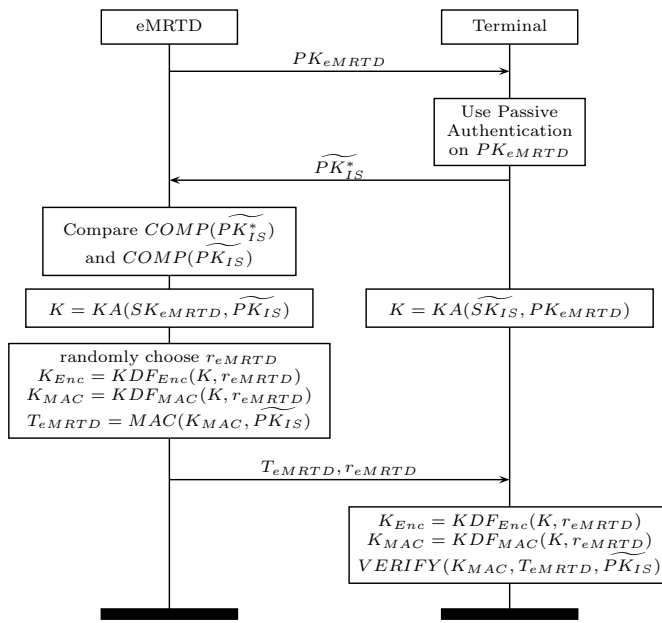 eMRTD
Terminal
$PK_{eMRTD}$
Use Passive
Authentication
on $PK_{eMRTD}$
$\widetilde{PK_{IS}^*}$
Compare $COMP(\widetilde{PK_{IS}^*})$
and $COMP(\widetilde{PK_{IS}})$
$K = KA(SK_{eMRTD}, \widetilde{PK_{IS}})$
$K = KA(\widetilde{SK_{IS}}, PK_{eMRTD})$
randomly choose $r_{eMRTD}$
$K_{Enc} = KDF_{Enc}(K, r_{eMRTD})$
$K_{MAC} = KDF_{MAC}(K, r_{eMRTD})$
$T_{eMRTD} = MAC(K_{MAC}, \widetilde{PK_{IS}})$
$T_{eMRTD}, r_{eMRTD}$
$K_{Enc} = KDF_{Enc}(K, r_{eMRTD})$
$K_{MAC} = KDF_{MAC}(K, r_{eMRTD})$
$VERIFY(K_{MAC}, T_{eMRTD}, \widetilde{PK_{IS}})$